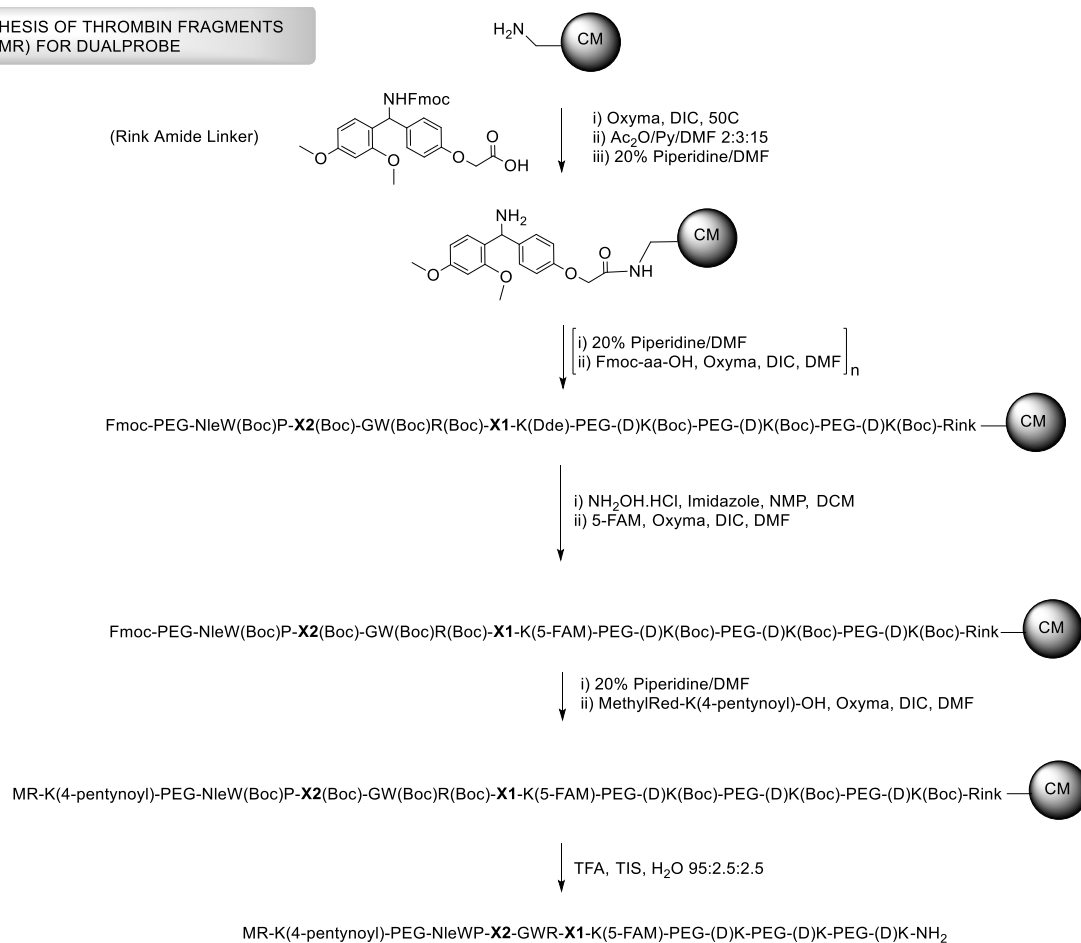 HESIS OF THROMBIN FRAGMENTS
MR) FOR DUALPROBE
H2N
CM
NHFmoc
(Rink Amide Linker)
O
O
O
O
OH
i) Oxyma, DIC, 50C
ii) Ac2O/Py/DMF 2:3:15
iii) 20% Piperidine/DMF
NH2
CM
O
O
O
O
NH
i) 20% Piperidine/DMF
ii) Fmoc-aa-OH, Oxyma, DIC, DMF
n
Fmoc-PEG-NleW(Boc)P-X2(Boc)-GW(Boc)R(Boc)-X1-K(Dde)-PEG-(D)K(Boc)-PEG-(D)K(Boc)-PEG-(D)K(Boc)-Rink
CM
i) NH2OH.HCl, Imidazole, NMP, DCM
ii) 5-FAM, Oxyma, DIC, DMF
Fmoc-PEG-NleW(Boc)P-X2(Boc)-GW(Boc)R(Boc)-X1-K(5-FAM)-PEG-(D)K(Boc)-PEG-(D)K(Boc)-PEG-(D)K(Boc)-Rink
CM
i) 20% Piperidine/DMF
ii) MethylRed-K(4-pentynoyl)-OH, Oxyma, DIC, DMF
MR-K(4-pentynoyl)-PEG-NleW(Boc)P-X2(Boc)-GW(Boc)R(Boc)-X1-K(5-FAM)-PEG-(D)K(Boc)-PEG-(D)K(Boc)-PEG-(D)K(Boc)-Rink
CM
TFA, TIS, H2O 95:2.5:2.5
MR-K(4-pentynoyl)-PEG-NleWP-X2-GWR-X1-K(5-FAM)-PEG-(D)K-PEG-(D)K-PEG-(D)K-NH2